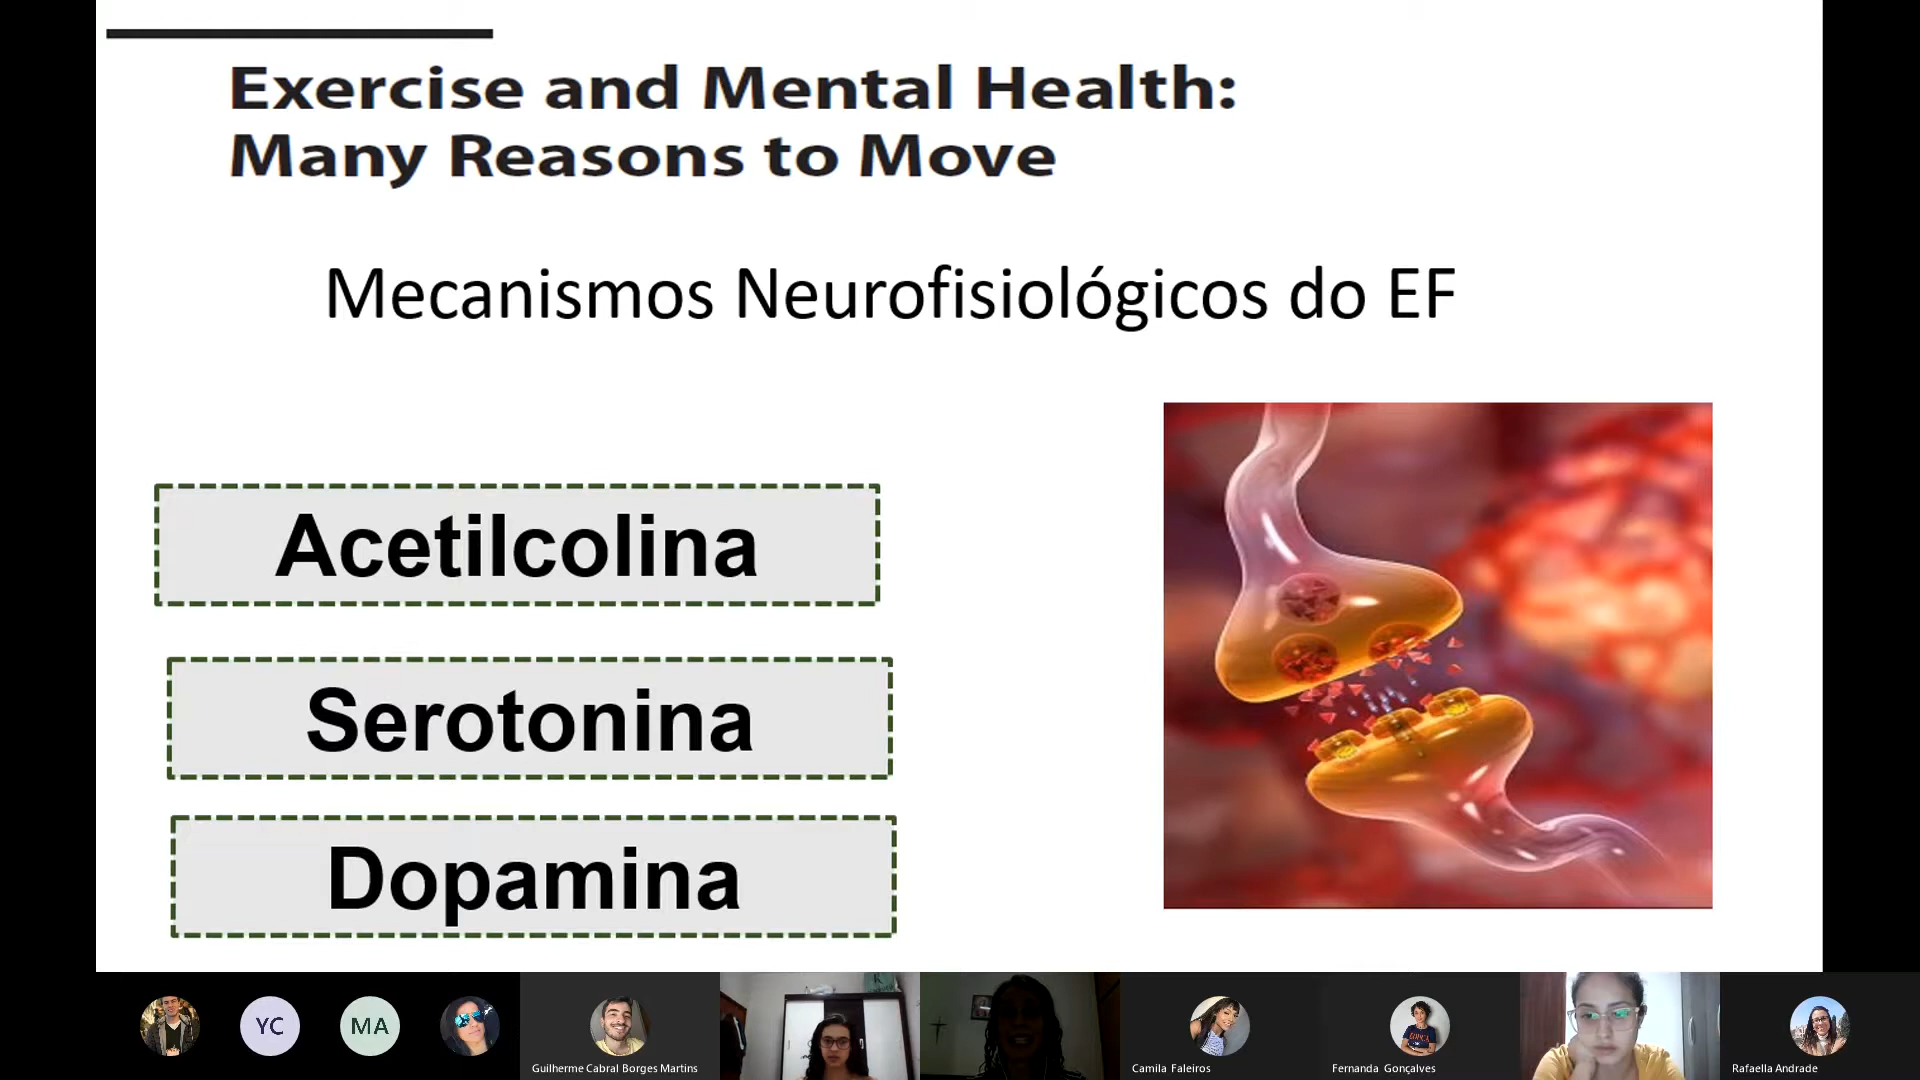 Exercise and Mental Health:
Many Reasons to Move
Mecanismos Neurofisiológicos do EF
Acetilcolina
Serotonina
Dopamina
YC
MA
Guilherme Cabral Borges Martins
Camila Faleiros
Fernanda Gonçalves
Rafaella Andrade